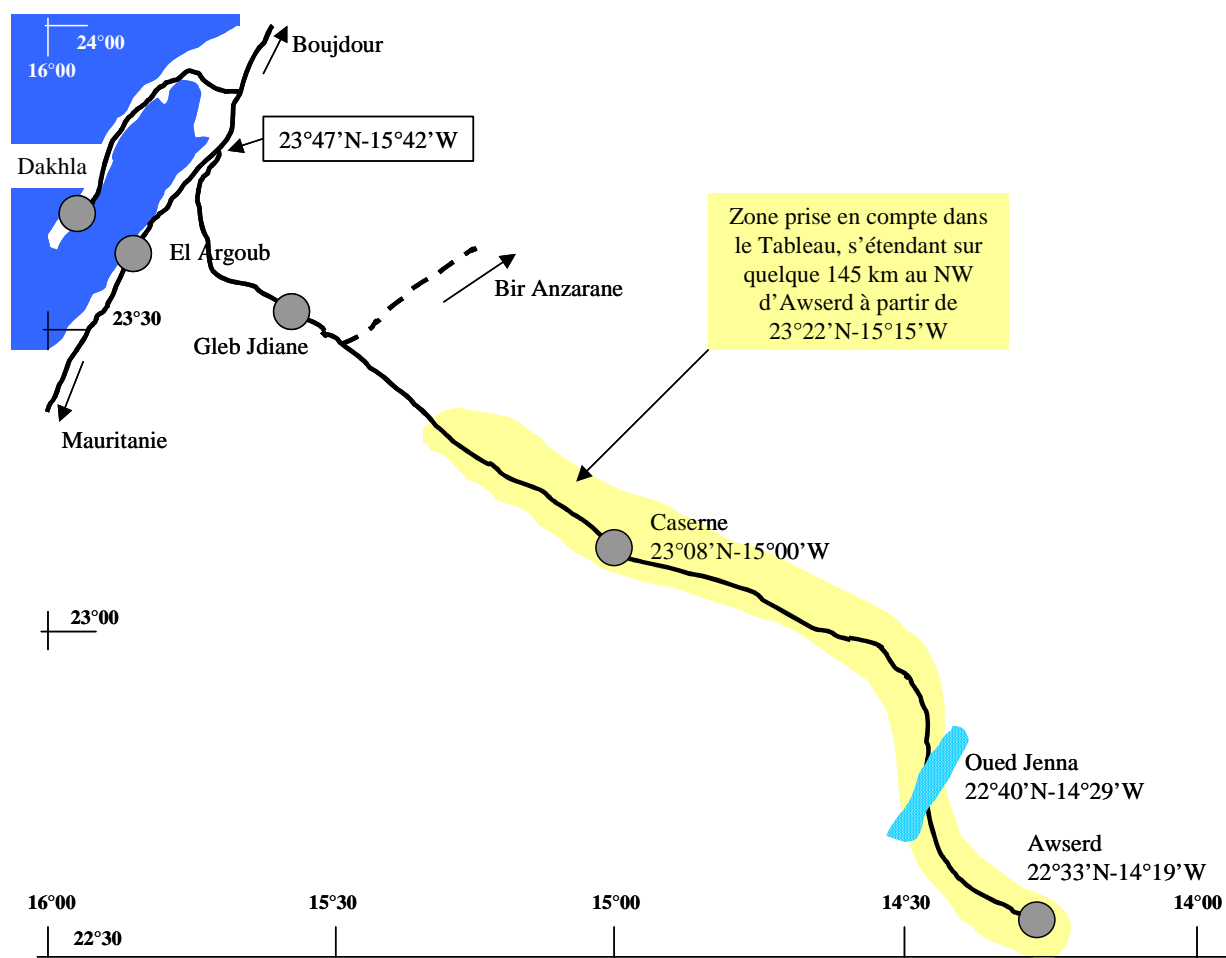 24°00
16°00
Boujdour
23°47’N-15°42’W
Dakhla
El Argoub
Zone prise en compte dans
le Tableau, s’étendant sur
quelque 145 km au NW
d’Awserd à partir de
23°22’N-15°15’W
Bir Anzarane
23°30
Gleb Jdiane
Mauritanie
Caserne
23°08’N-15°00’W
23°00
Oued Jenna
22°40’N-14°29’W
Awserd
22°33’N-14°19’W
16°00
15°30
15°00
14°30
14°00
22°30